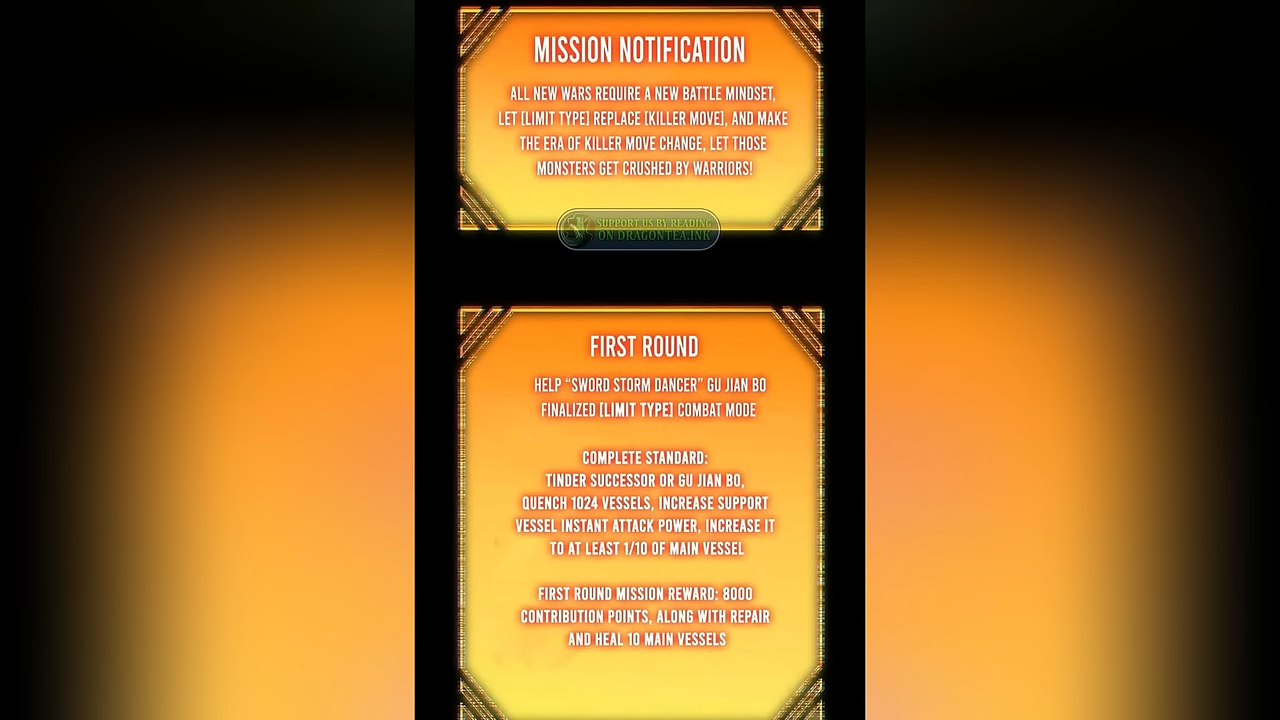 MISSION NOTIFICATION
ALL NEW WARS REQUIRE A NEW BATTLE MINDSET,
LET [LIMIT TYPE] REPLACE [KILLER MOVE], AND MAKE
THE ERA OF KILLER MOVE CHANGE, LET THOSE
MONSTERS GET CRUSHED BY WARRIORS!
SUPPORT US BY READING
ON DRAGONTEA.INK
FIRST ROUND
HELP “SWORD STORM DANCER” GU JIAN BO
FINALIZED [LIMIT TYPE] COMBAT MODE
COMPLETE STANDARD:
TINDER SUCCESSOR OR GU JIAN BO,
QUENCH 1024 VESSELS, INCREASE SUPPORT
VESSEL INSTANT ATTACK POWER, INCREASE IT
TO AT LEAST 1/10 OF MAIN VESSEL
FIRST ROUND MISSION REWARD: 8000
CONTRIBUTION POINTS, ALONG WITH REPAIR
AND HEAL 10 MAIN VESSELS